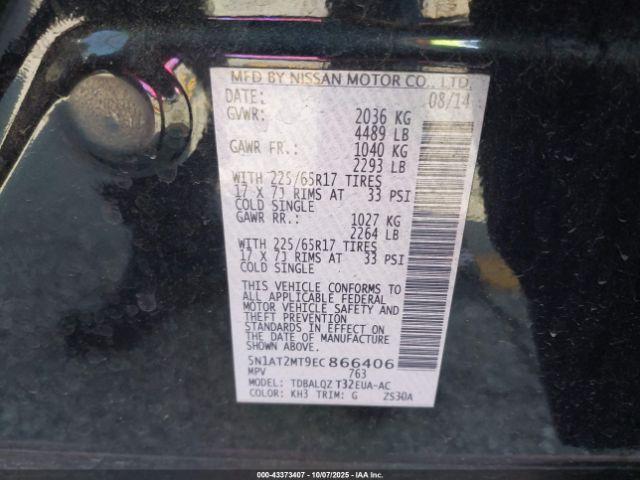 MFD BY NISSAN MOTOR CO., LTD.
DATE: 08/14
GVWR: 2036 KG
4489 LB
GAWR FR.: 1040 KG
2293 LB
WITH 225/65R17 TIRES
17 X 7J RIMS AT 33 PSI
COLD SINGLE
GAWR RR.: 1027 KG
2264 LB
WITH 225/65R17 TIRES
17 X 7J RIMS AT 33 PSI
COLD SINGLE
THIS VEHICLE CONFORMS TO
ALL APPLICABLE FEDERAL
MOTOR VEHICLE SAFETY AND
THEFT PREVENTION
STANDARDS IN EFFECT ON
THE DATE OF MANUFACTURE
SHOWN ABOVE.
5N1AT2MT9EC866406
MPV 763
MODEL: TDBALQZ T32EUA-AC
COLOR: KH3 TRIM: G ZS30A
000-43373407 - 10/07/2025 - IAAI, Inc.